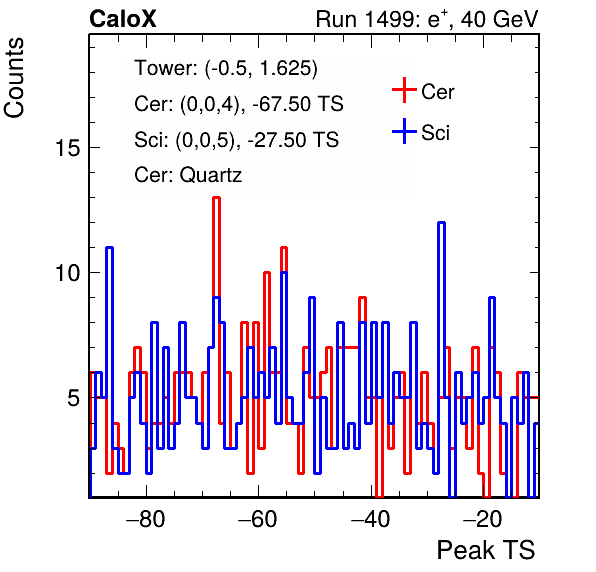 CaloX Run 1499: e+, 40 GeV
Counts
Tower: (-0.5, 1.625)
Cer: (0,0,4), -67.50 TS
Sci: (0,0,5), -27.50 TS
Cer: Quartz
Cer
Sci
15
10
5
−80 −60 −40 −20
Peak TS